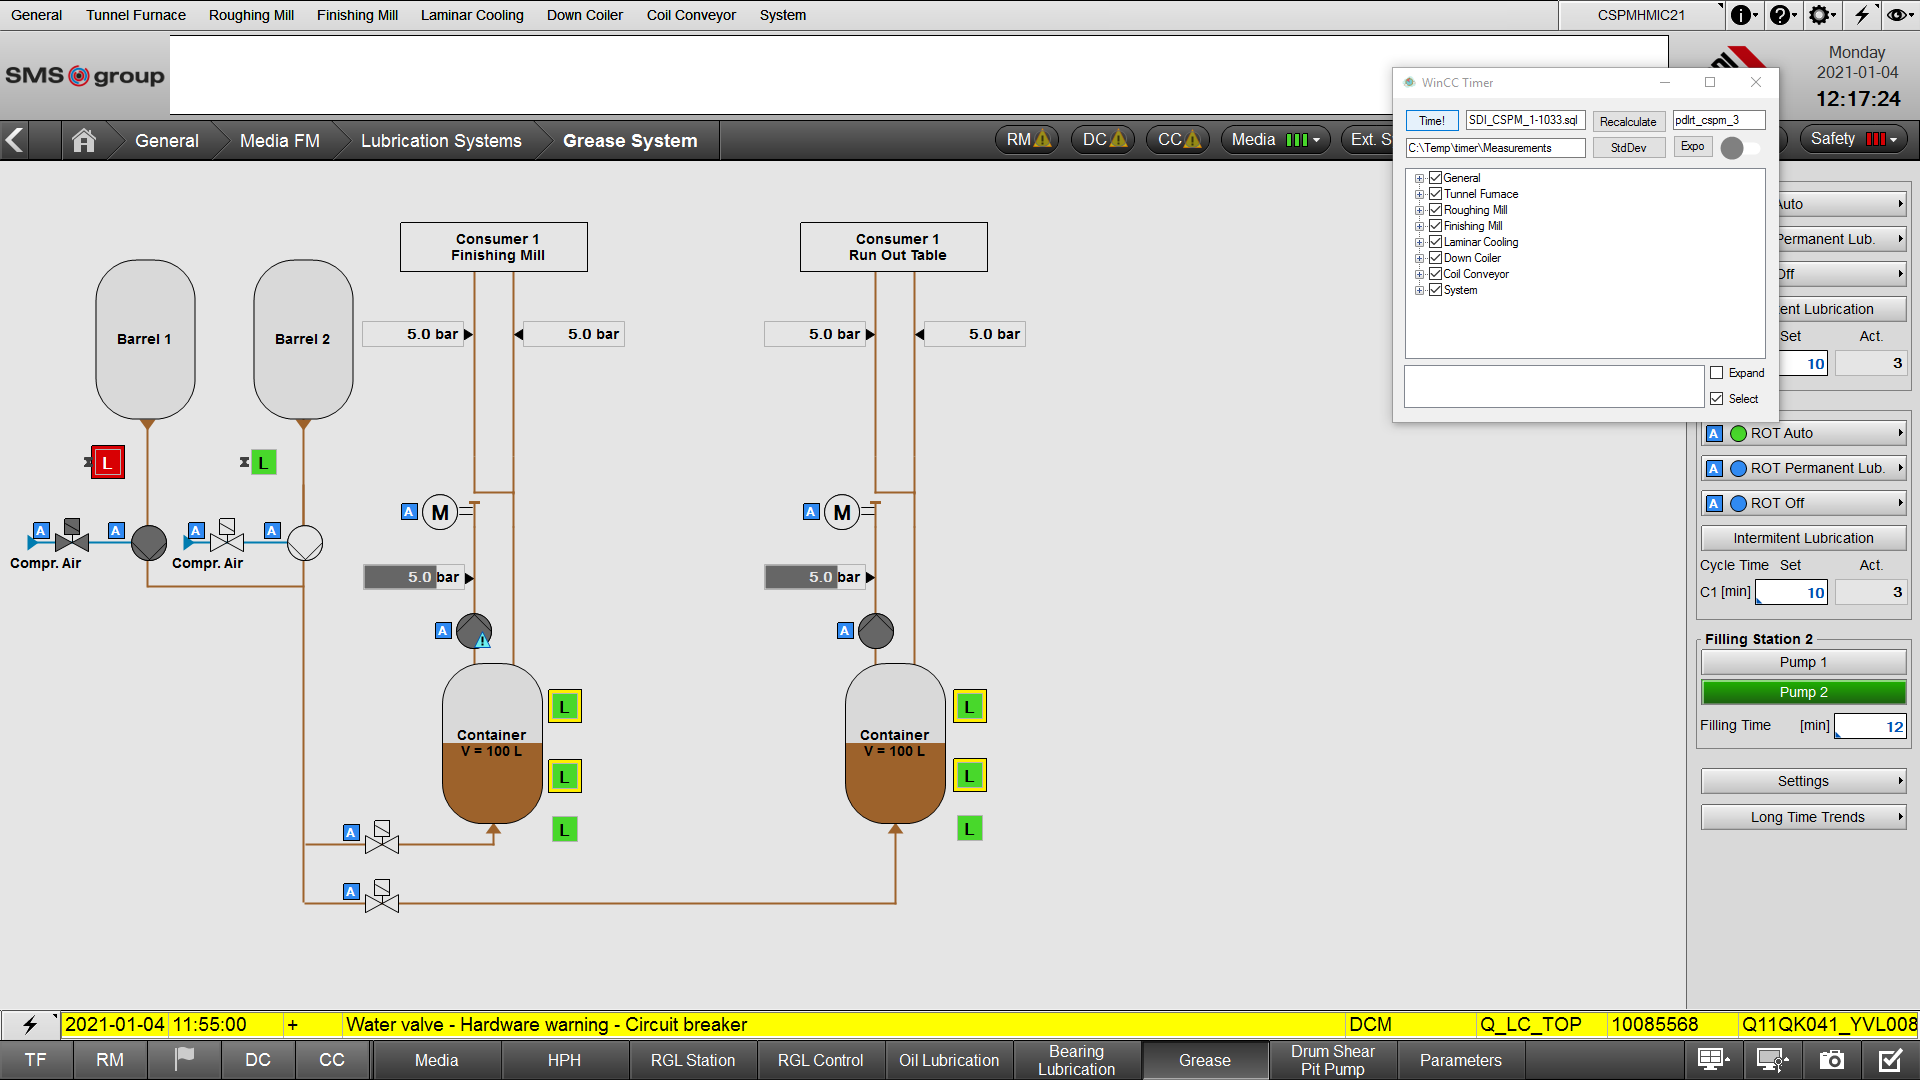 General Tunnel Furnace Roughing Mill Finishing Mill Laminar Cooling Down Coiler Coil Conveyor System CSPMHMIC21
SMS group
Monday
2021-01-04
12:17:24
General Media FM Lubrication Systems Grease System RM DC CC Media Ext. S Safety
WinCC Timer
Time! SDI_CSPM_1-1033.sql Recalculate pdlrt_cspm_3
C:\Temp\timer\Measurements StdDev Expo
General
Tunnel Furnace
Roughing Mill
Finishing Mill
Laminar Cooling
Down Coiler
Coil Conveyor
System
Expand
Select
Consumer 1
Finishing Mill
Consumer 1
Run Out Table
Barrel 1
Barrel 2
5.0 bar
5.0 bar
5.0 bar
5.0 bar
L
L
A M
A M
A A A A
Compr. Air
Compr. Air
5.0 bar
5.0 bar
A
A
Container
V = 100 L
L
L
L
Container
V = 100 L
L
L
L
A
A
uto
Permanent Lub.
Off
ent Lubrication
Set Act.
10 3
A ROT Auto
A ROT Permanent Lub.
A ROT Off
Intermitent Lubrication
Cycle Time Set Act.
C1 [min] 10 3
Filling Station 2
Pump 1
Pump 2
Filling Time [min] 12
Settings
Long Time Trends
2021-01-04 11:55:00 + Water valve - Hardware warning - Circuit breaker DCM Q_LC_TOP 10085568 Q11QK041_YVL008
TF RM DC CC Media HPH RGL Station RGL Control Oil Lubrication Bearing Lubrication Grease Drum Shear Pit Pump Parameters